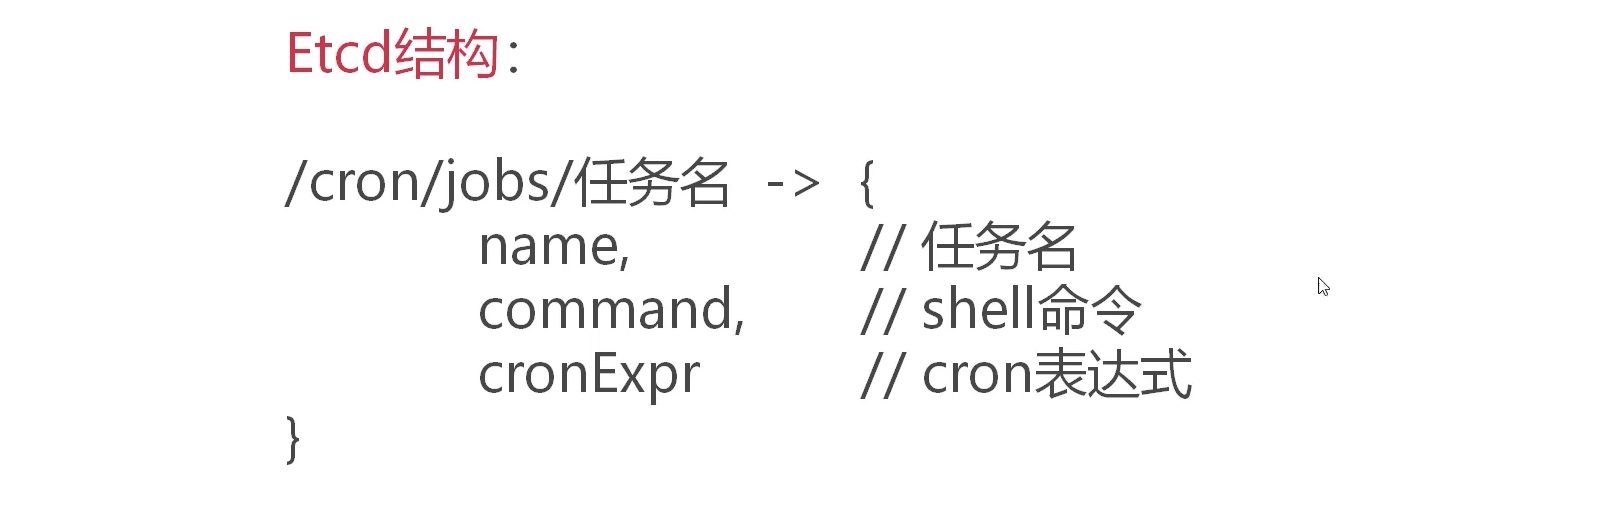 Etcd结构：
/cron/jobs/任务名 -> {
name, // 任务名
command, // shell命令
cronExpr // cron表达式
}